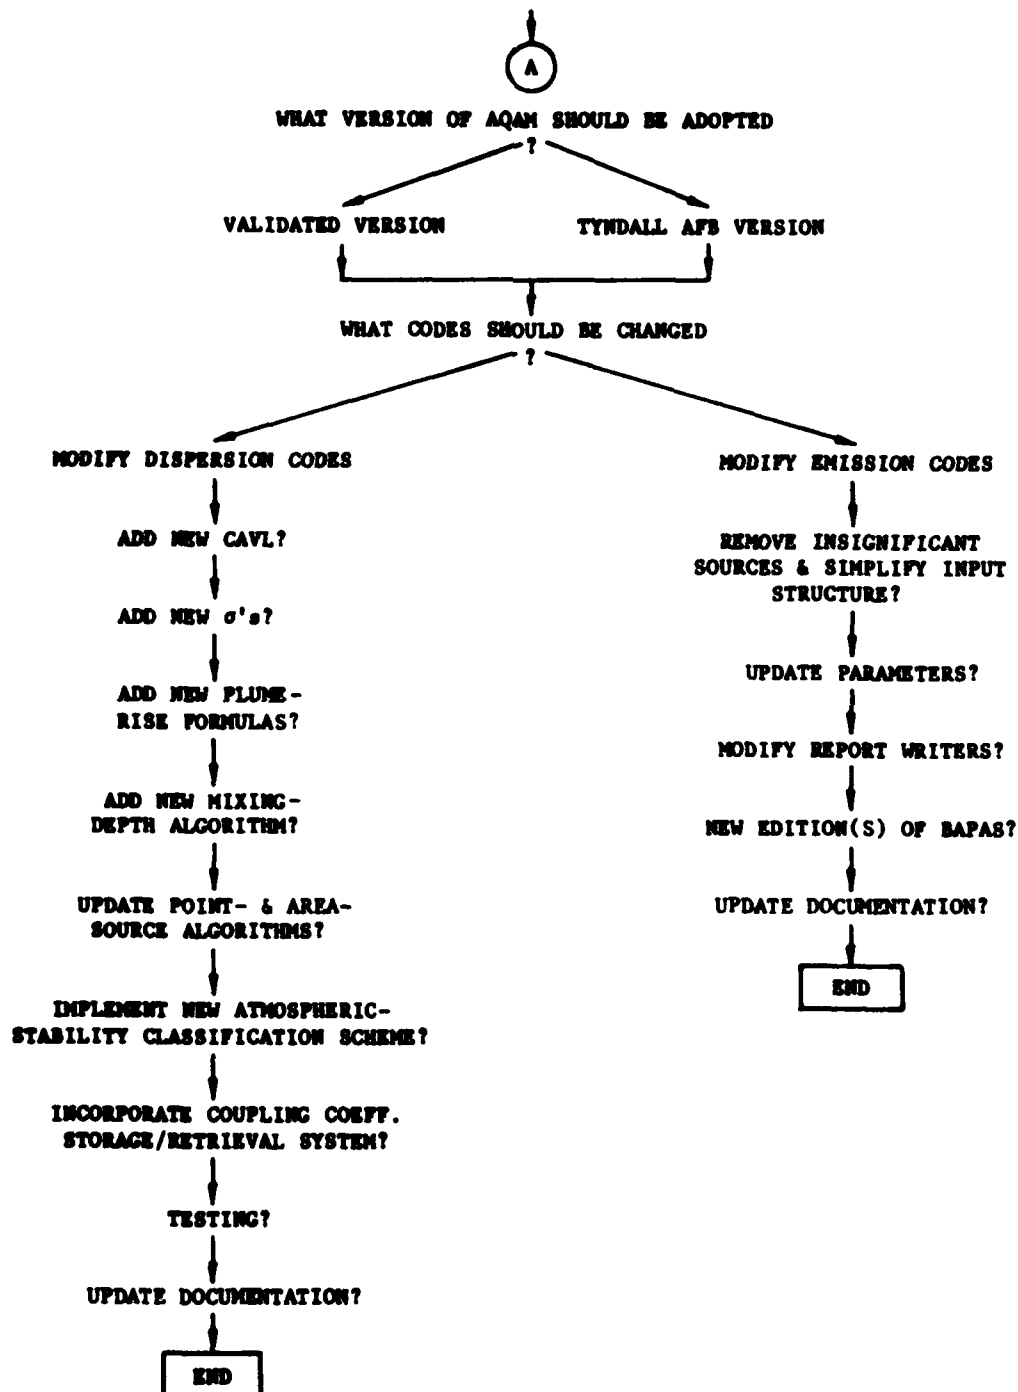 A
WHAT VERSION OF AQAM SHOULD BE ADOPTED
?
VALIDATED VERSION
TYNDALL AFB VERSION
WHAT CODES SHOULD BE CHANGED
?
MODIFY DISPERSION CODES
ADD NEW CAVL?
ADD NEW σ's?
ADD NEW PLUME-
RISE FORMULAS?
ADD NEW MIXING-
DEPTH ALGORITHM?
UPDATE POINT- & AREA-
SOURCE ALGORITHMS?
IMPLEMENT NEW ATMOSPHERIC-
STABILITY CLASSIFICATION SCHEME?
INCORPORATE COUPLING COEFF.
STORAGE/RETRIEVAL SYSTEM?
TESTING?
UPDATE DOCUMENTATION?
END
MODIFY EMISSION CODES
REMOVE INSIGNIFICANT
SOURCES & SIMPLIFY INPUT
STRUCTURE?
UPDATE PARAMETERS?
MODIFY REPORT WRITERS?
NEW EDITION(S) OF BAPAS?
UPDATE DOCUMENTATION?
END